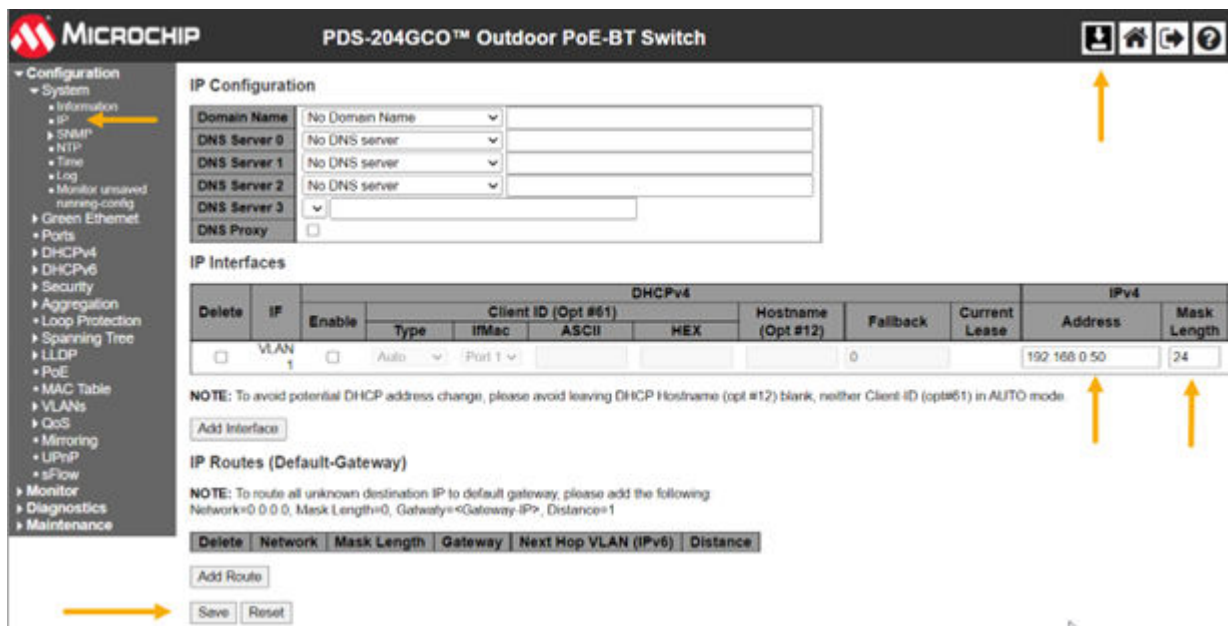 MICROCHIP PDS-204GCO™ Outdoor PoE-BT Switch
Configuration
System
Information
IP
SNMP
NTP
Time
Log
Monitor unsaved
running-config
Green Ethernet
Ports
DHCPv4
DHCPv6
Security
Aggregation
Loop Protection
Spanning Tree
LLDP
PoE
MAC Table
VLANs
QoS
Mirroring
UPnP
sFlow
Monitor
Diagnostics
Maintenance
IP Configuration
Domain Name No Domain Name
DNS Server 0 No DNS server
DNS Server 1 No DNS server
DNS Server 2 No DNS server
DNS Server 3
DNS Proxy
IP Interfaces
DHCPv4 IPv4
Delete IF Enable Client ID (Opt #61) Hostname (Opt #12) Fallback Current Lease Address Mask Length
Type IfMac ASCII HEX
VLAN 1 Auto Port 1 0 192.168.0.50 24
NOTE: To avoid potential DHCP address change, please avoid leaving DHCP Hostname (opt #12) blank, neither Client-ID (opt#61) in AUTO mode.
Add Interface
IP Routes (Default-Gateway)
NOTE: To route all unknown destination IP to default gateway, please add the following:
Network=0.0.0.0, Mask Length=0, Gatwaty=<Gateway-IP>, Distance=1
Delete Network Mask Length Gateway Next Hop VLAN (IPv6) Distance
Add Route
Save Reset